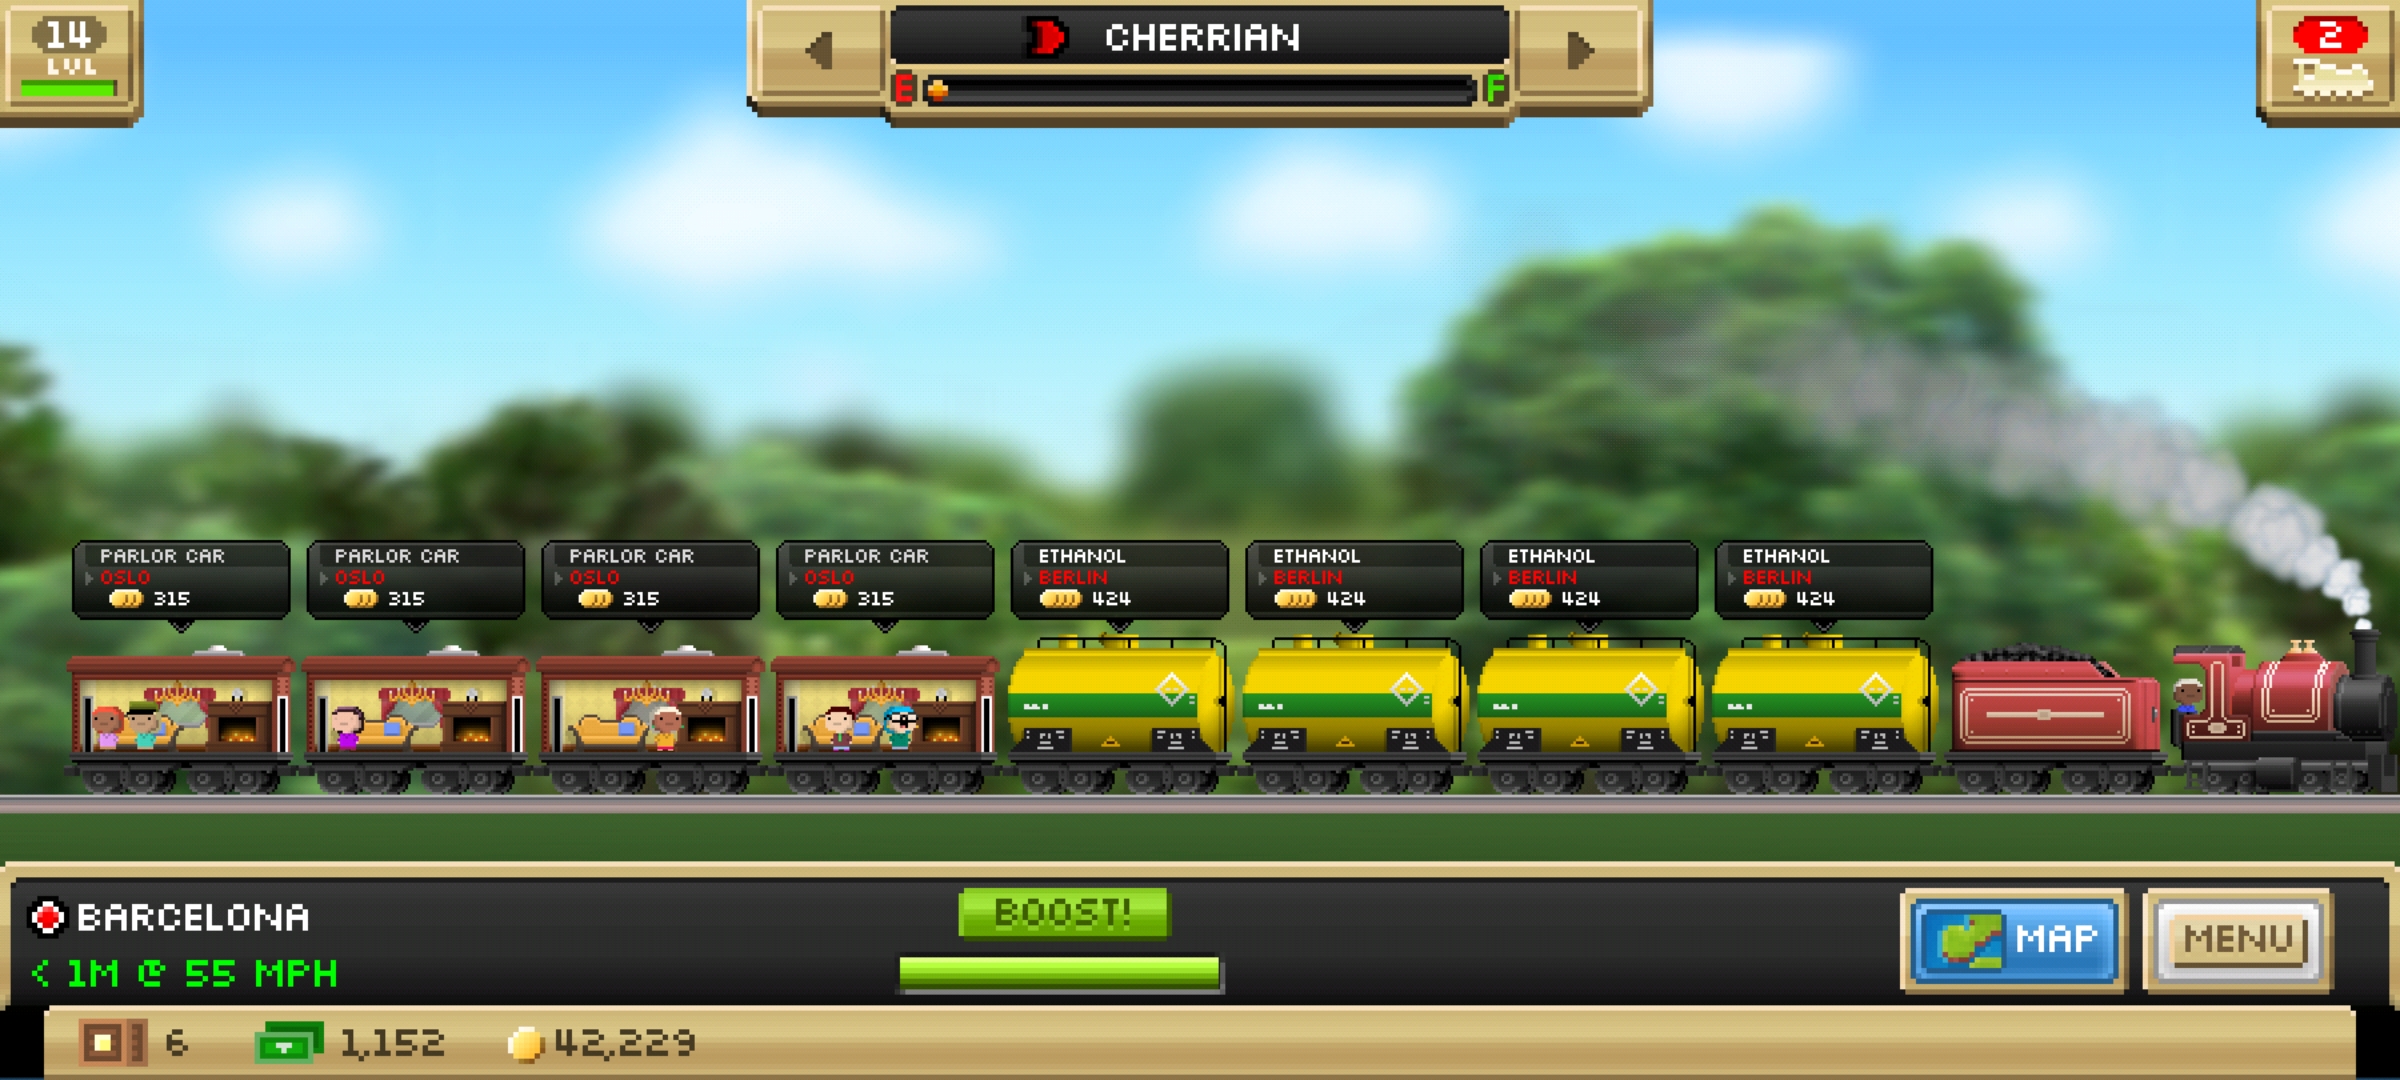 14
LVL
CHERRIAN
E F
2
PARLOR CAR
OSLO
315
PARLOR CAR
OSLO
315
PARLOR CAR
OSLO
315
PARLOR CAR
OSLO
315
ETHANOL
BERLIN
424
ETHANOL
BERLIN
424
ETHANOL
BERLIN
424
ETHANOL
BERLIN
424
BARCELONA
< 1M @ 55 MPH
BOOST!
MAP
MENU
6
1,152
42,229